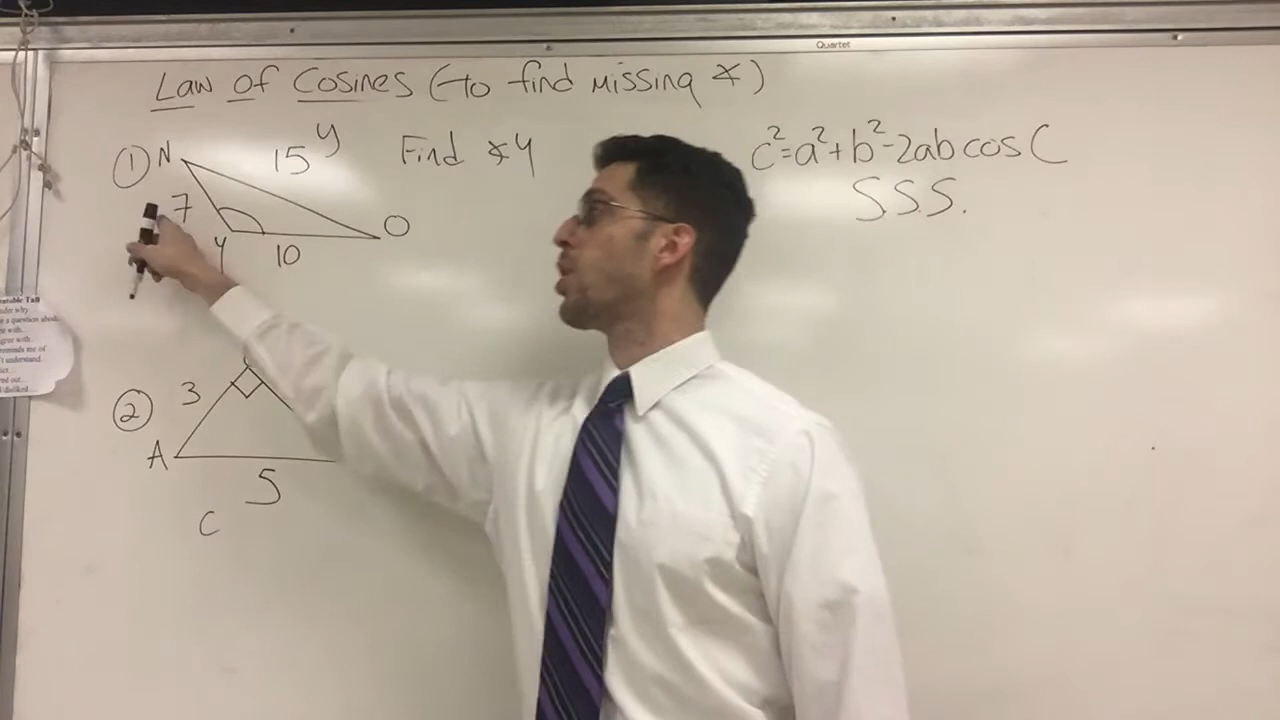 Quartet
Law of Cosines (to find missing ∡)
① N 15 y Find ∡Y c²=a²+b²-2ab cos C
7 O S.S.S.
Y 10
② 3
A
5
C